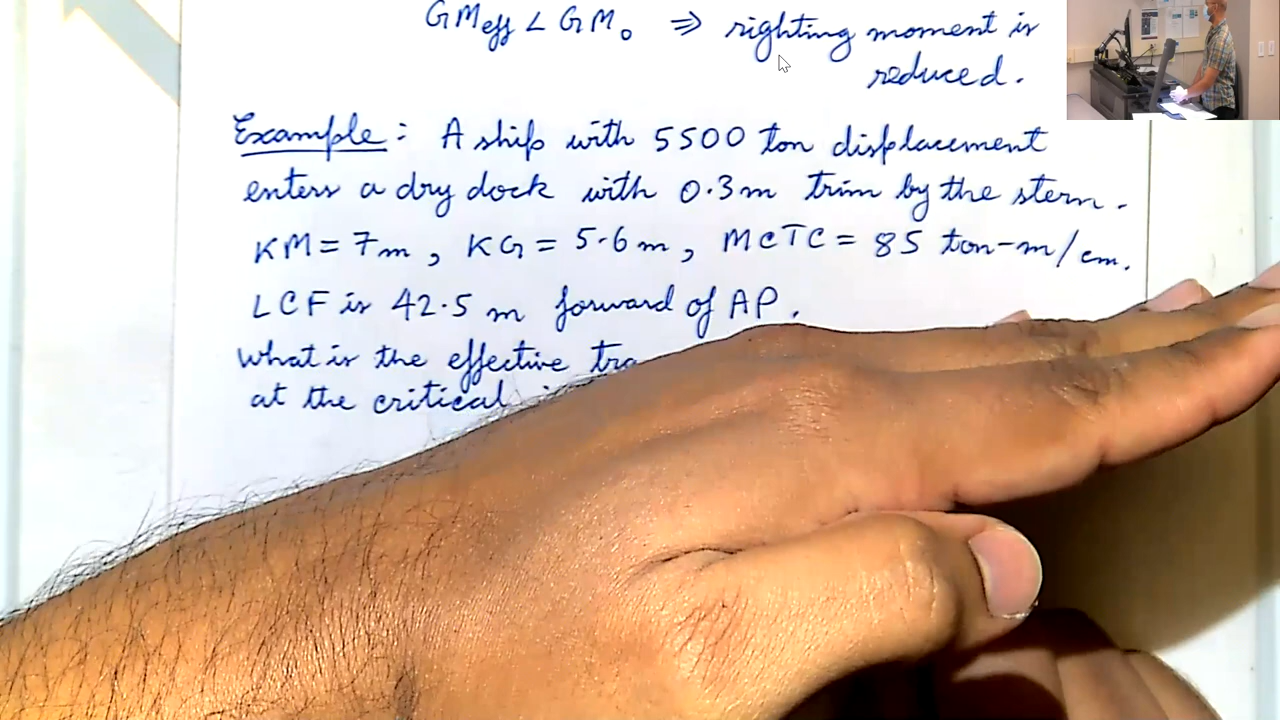 GMeff < GM₀ ⇒ righting moment is
reduced.
Example: A ship with 5500 ton displacement
enters a dry dock with 0.3m trim by the stern.
KM = 7m, KG = 5.6m, MCTC = 85 ton-m/cm.
LCF is 42.5 m forward of AP.
What is the effective
at the critical